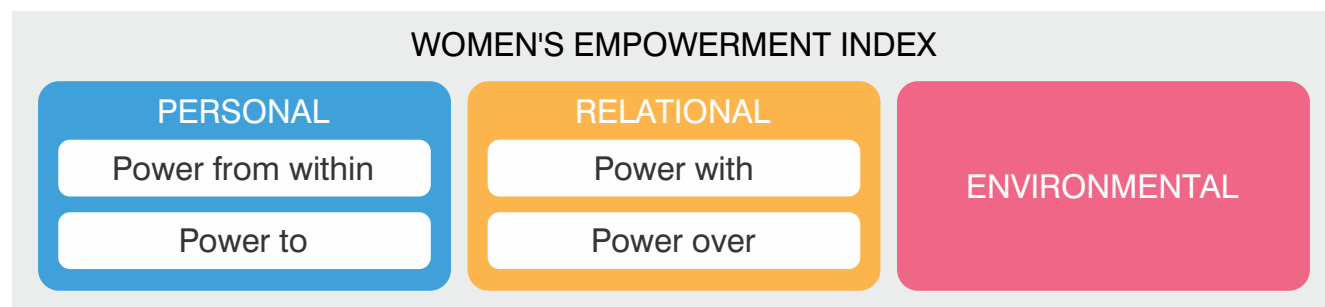 WOMEN'S EMPOWERMENT INDEX
PERSONAL
Power from within
Power to
RELATIONAL
Power with
Power over
ENVIRONMENTAL